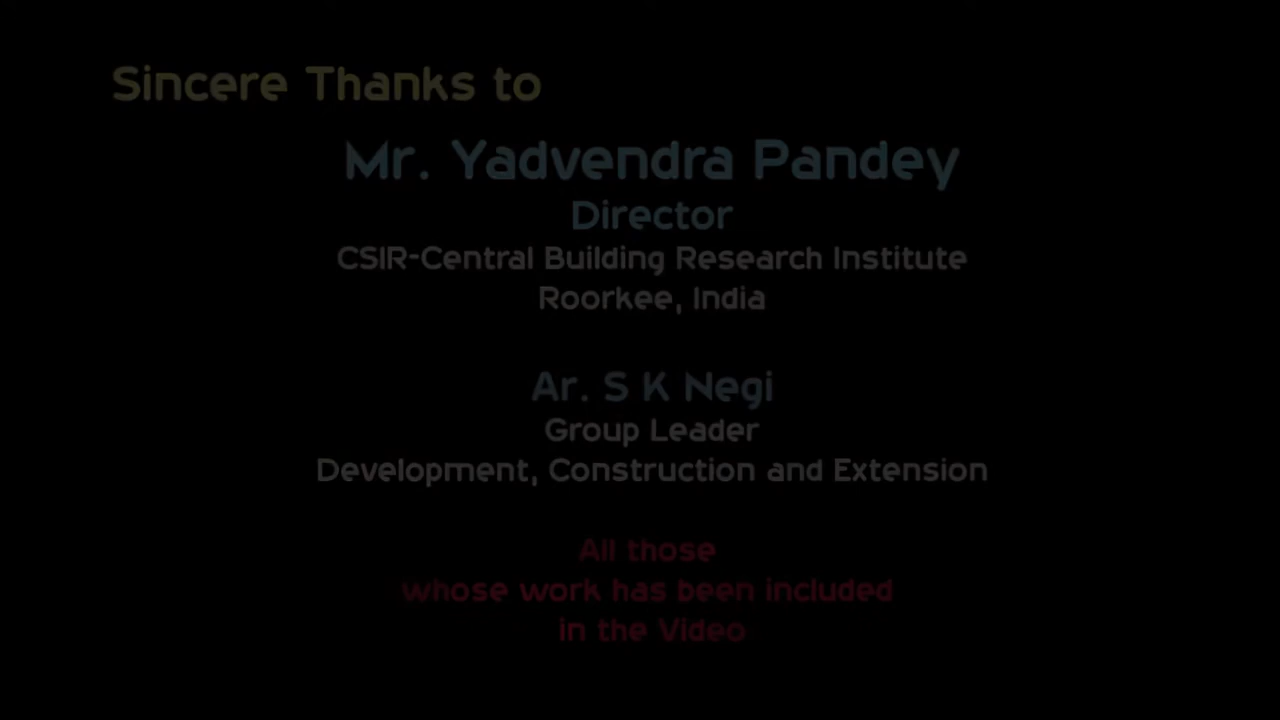 Sincere Thanks to
Mr. Yadvendra Pandey
Director
CSIR-Central Building Research Institute
Roorkee, India
Ar. S K Negi
Group Leader
Development, Construction and Extension
All those
whose work has been included
in the Video